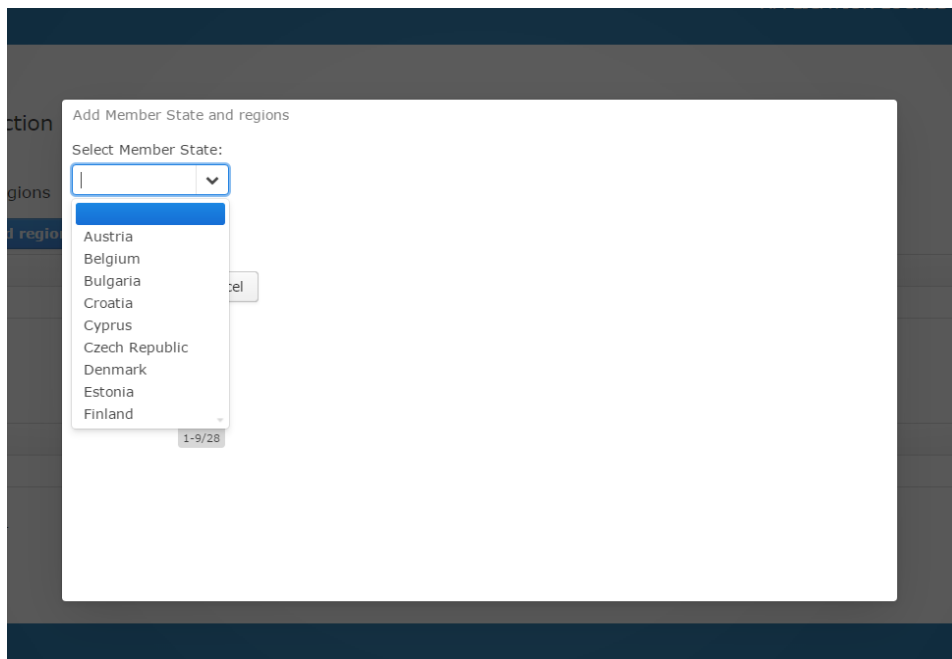 ction
Add Member State and regions
Select Member State:
gions
d regio
Austria
Belgium
Bulgaria
cel
Croatia
Cyprus
Czech Republic
Denmark
Estonia
Finland
1-9/28